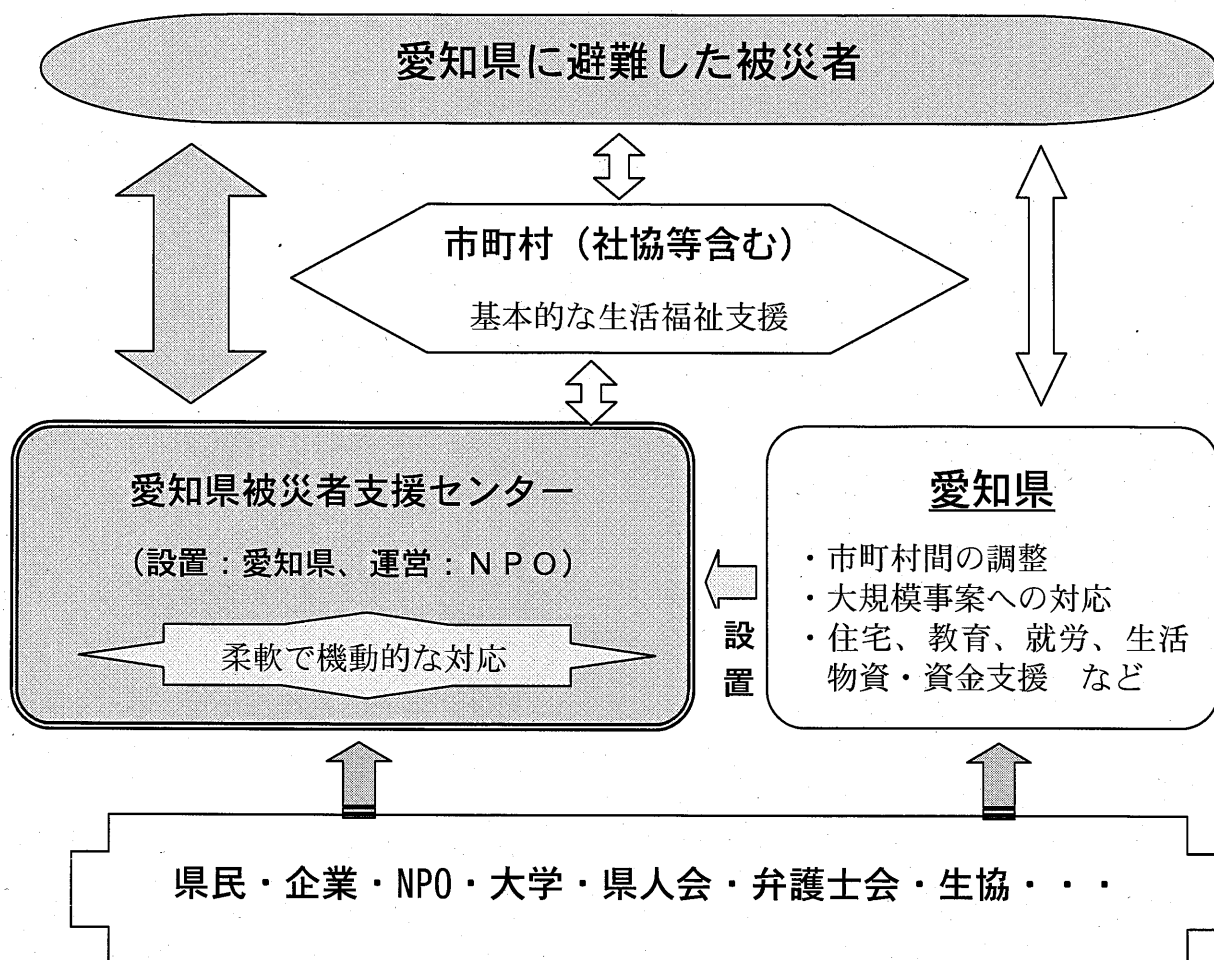 愛知県に避難した被災者
市町村（社協等含む）
基本的な生活福祉支援
愛知県被災者支援センター
（設置：愛知県、運営：ＮＰＯ）
柔軟で機動的な対応
設置
愛知県
・市町村間の調整
・大規模事案への対応
・住宅、教育、就労、生活
物資・資金支援　など
県民・企業・NPO・大学・県人会・弁護士会・生協・・・